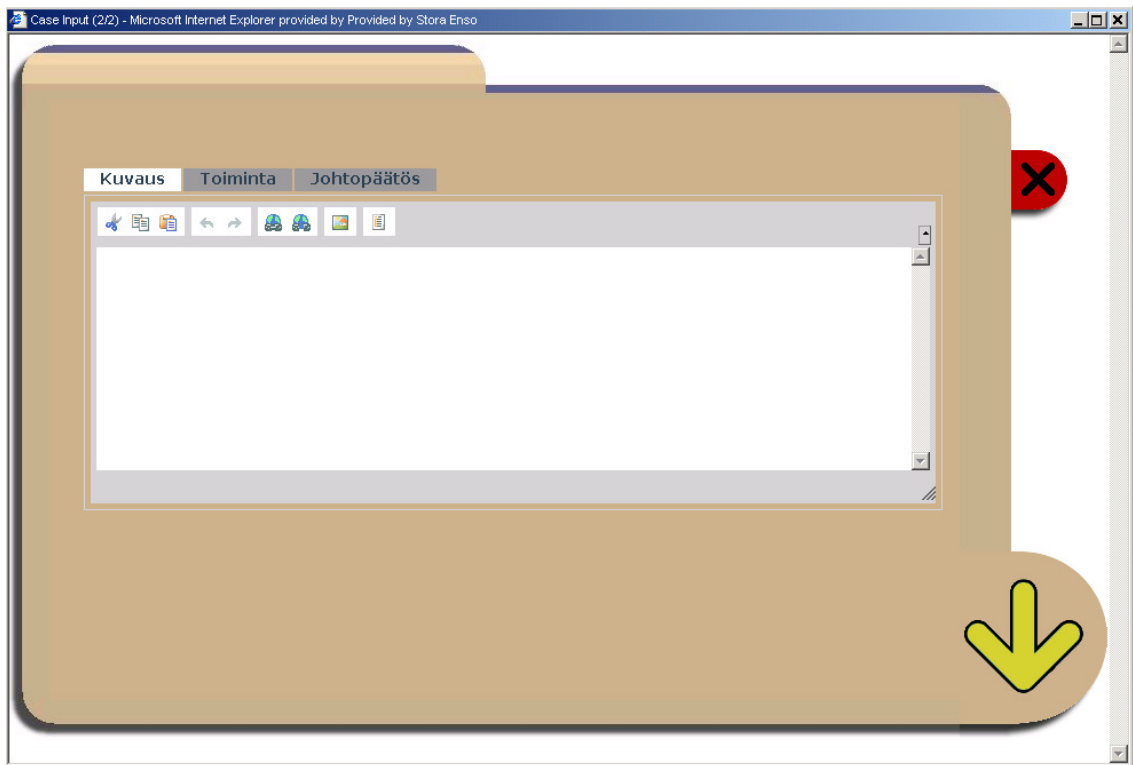 Case Input (2/2) - Microsoft Internet Explorer provided by Provided by Stora Enso
Kuvaus Toiminta Johtopäätös